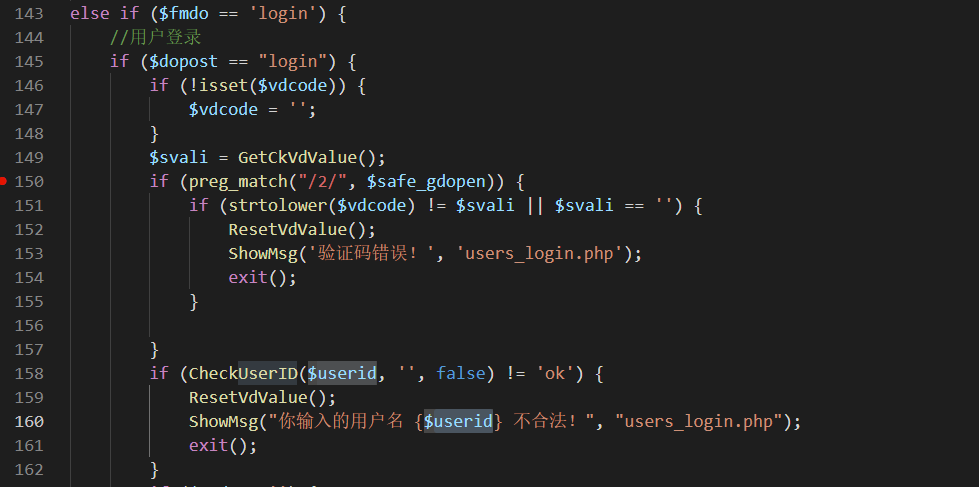 143 else if ($fmdo == 'login') {
144 //用户登录
145 if ($dopost == "login") {
146 if (!isset($vdcode)) {
147 $vdcode = '';
148 }
149 $svali = GetCkVdValue();
150 if (preg_match("/2/", $safe_gdopen)) {
151 if (strtolower($vdcode) != $svali || $svali == '') {
152 ResetVdValue();
153 ShowMsg('验证码错误！', 'users_login.php');
154 exit();
155 }
156
157 }
158 if (CheckUserID($userid, '', false) != 'ok') {
159 ResetVdValue();
160 ShowMsg("你输入的用户名 {$userid} 不合法！", "users_login.php");
161 exit();
162 }